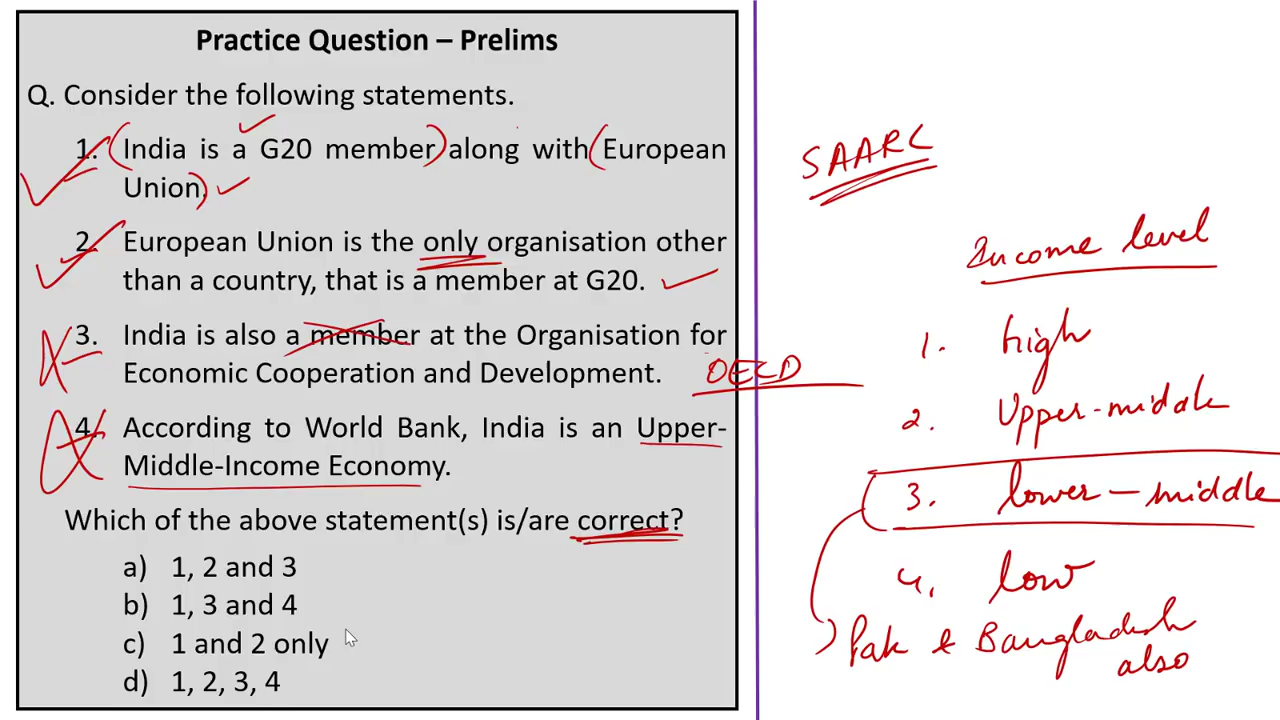 Practice Question – Prelims
Q. Consider the following statements.
1. India is a G20 member along with European
Union.
2. European Union is the only organisation other
than a country, that is a member at G20.
3. India is also a member at the Organisation for
Economic Cooperation and Development.
4. According to World Bank, India is an Upper-
Middle-Income Economy.
Which of the above statement(s) is/are correct?
a) 1, 2 and 3
b) 1, 3 and 4
c) 1 and 2 only
d) 1, 2, 3, 4
OECD
SAARC
Income level
1. high
2. Upper-middle
3. lower-middle
4. low
Pak & Bangladesh
also